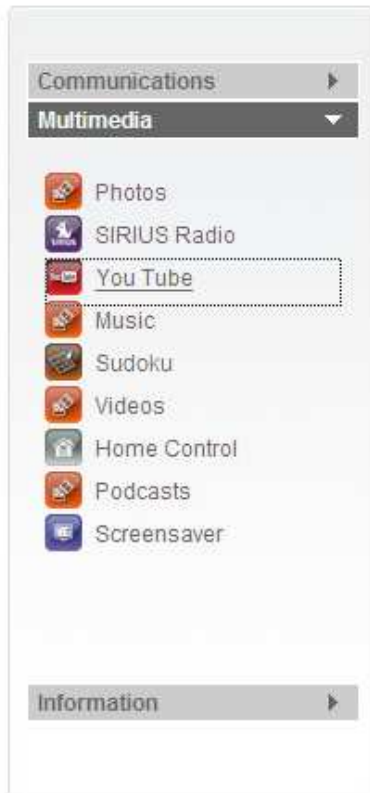 Communications
Multimedia
Photos
SIRIUS Radio
You Tube
Music
Sudoku
Videos
Home Control
Podcasts
Screensaver
Information